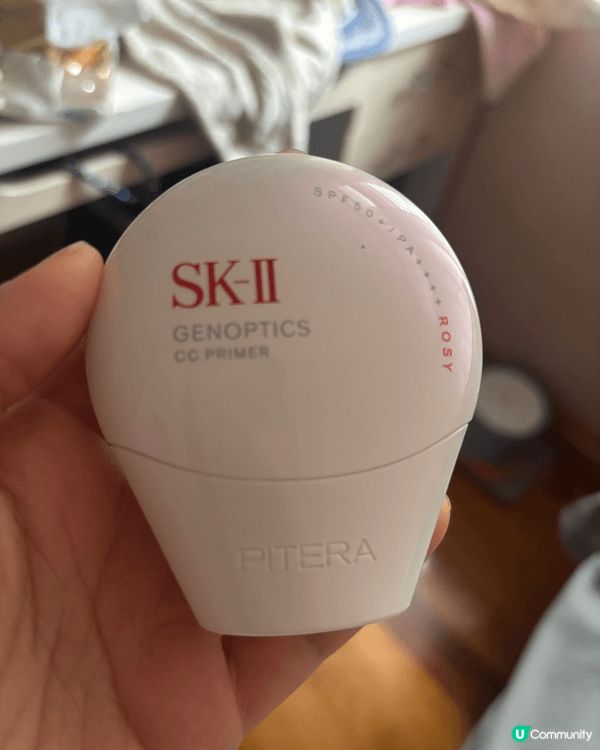 SPF50+/PA++++ ROSY
SK-II
GENOPTICS
CC PRIMER
PITERA
U Community